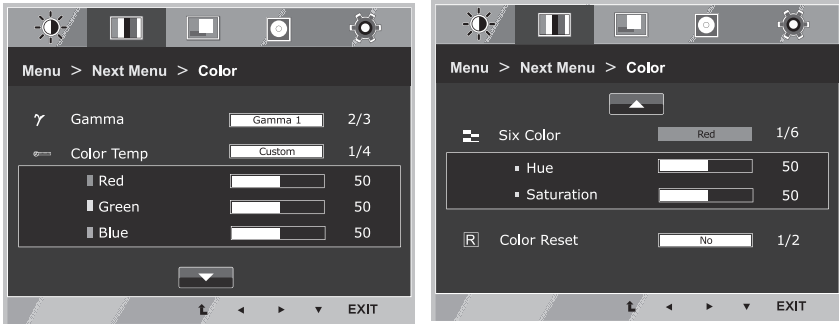 Menu > Next Menu > Color
γ Gamma Gamma 1 2/3
Color Temp Custom 1/4
Red 50
Green 50
Blue 50
EXIT
Menu > Next Menu > Color
Six Color Red 1/6
Hue 50
Saturation 50
R Color Reset No 1/2
EXIT